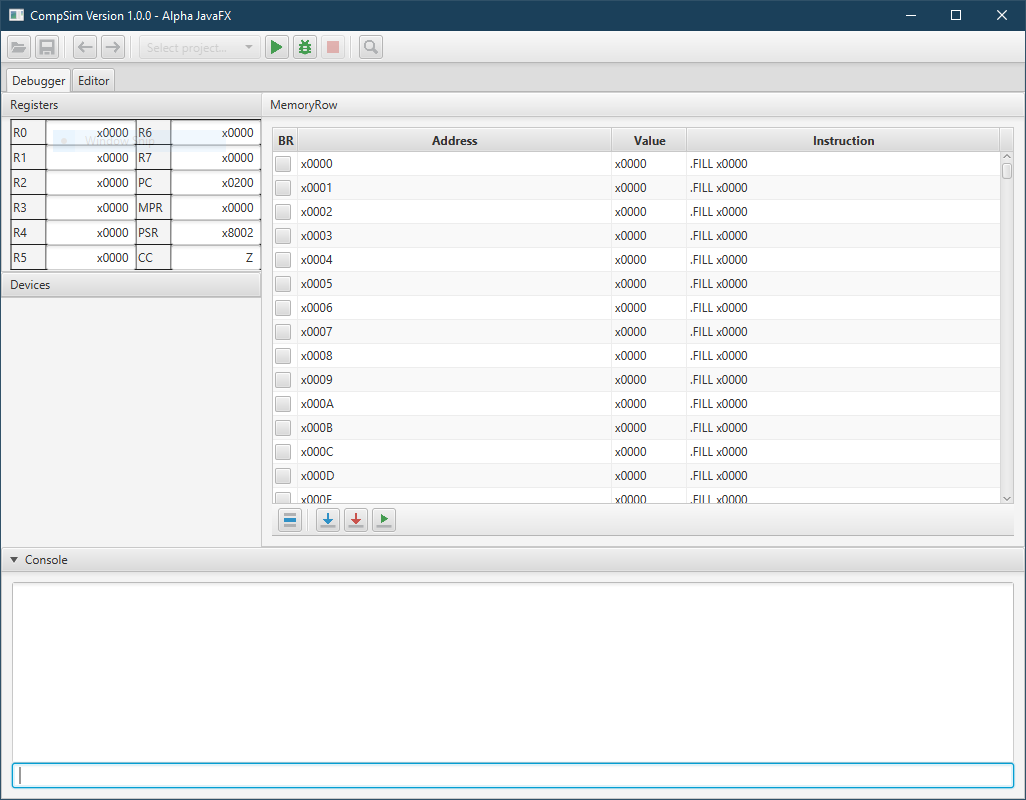 CompSim Version 1.0.0 - Alpha JavaFX
Select project...
Debugger Editor
Registers
R0 x0000 R6 x0000
R1 x0000 R7 x0000
R2 x0000 PC x0200
R3 x0000 MPR x0000
R4 x0000 PSR x8002
R5 x0000 CC Z
Devices
MemoryRow
BR Address Value Instruction
x0000 x0000 .FILL x0000
x0001 x0000 .FILL x0000
x0002 x0000 .FILL x0000
x0003 x0000 .FILL x0000
x0004 x0000 .FILL x0000
x0005 x0000 .FILL x0000
x0006 x0000 .FILL x0000
x0007 x0000 .FILL x0000
x0008 x0000 .FILL x0000
x0009 x0000 .FILL x0000
x000A x0000 .FILL x0000
x000B x0000 .FILL x0000
x000C x0000 .FILL x0000
x000D x0000 .FILL x0000
x000E x0000 .FILL x0000
Console